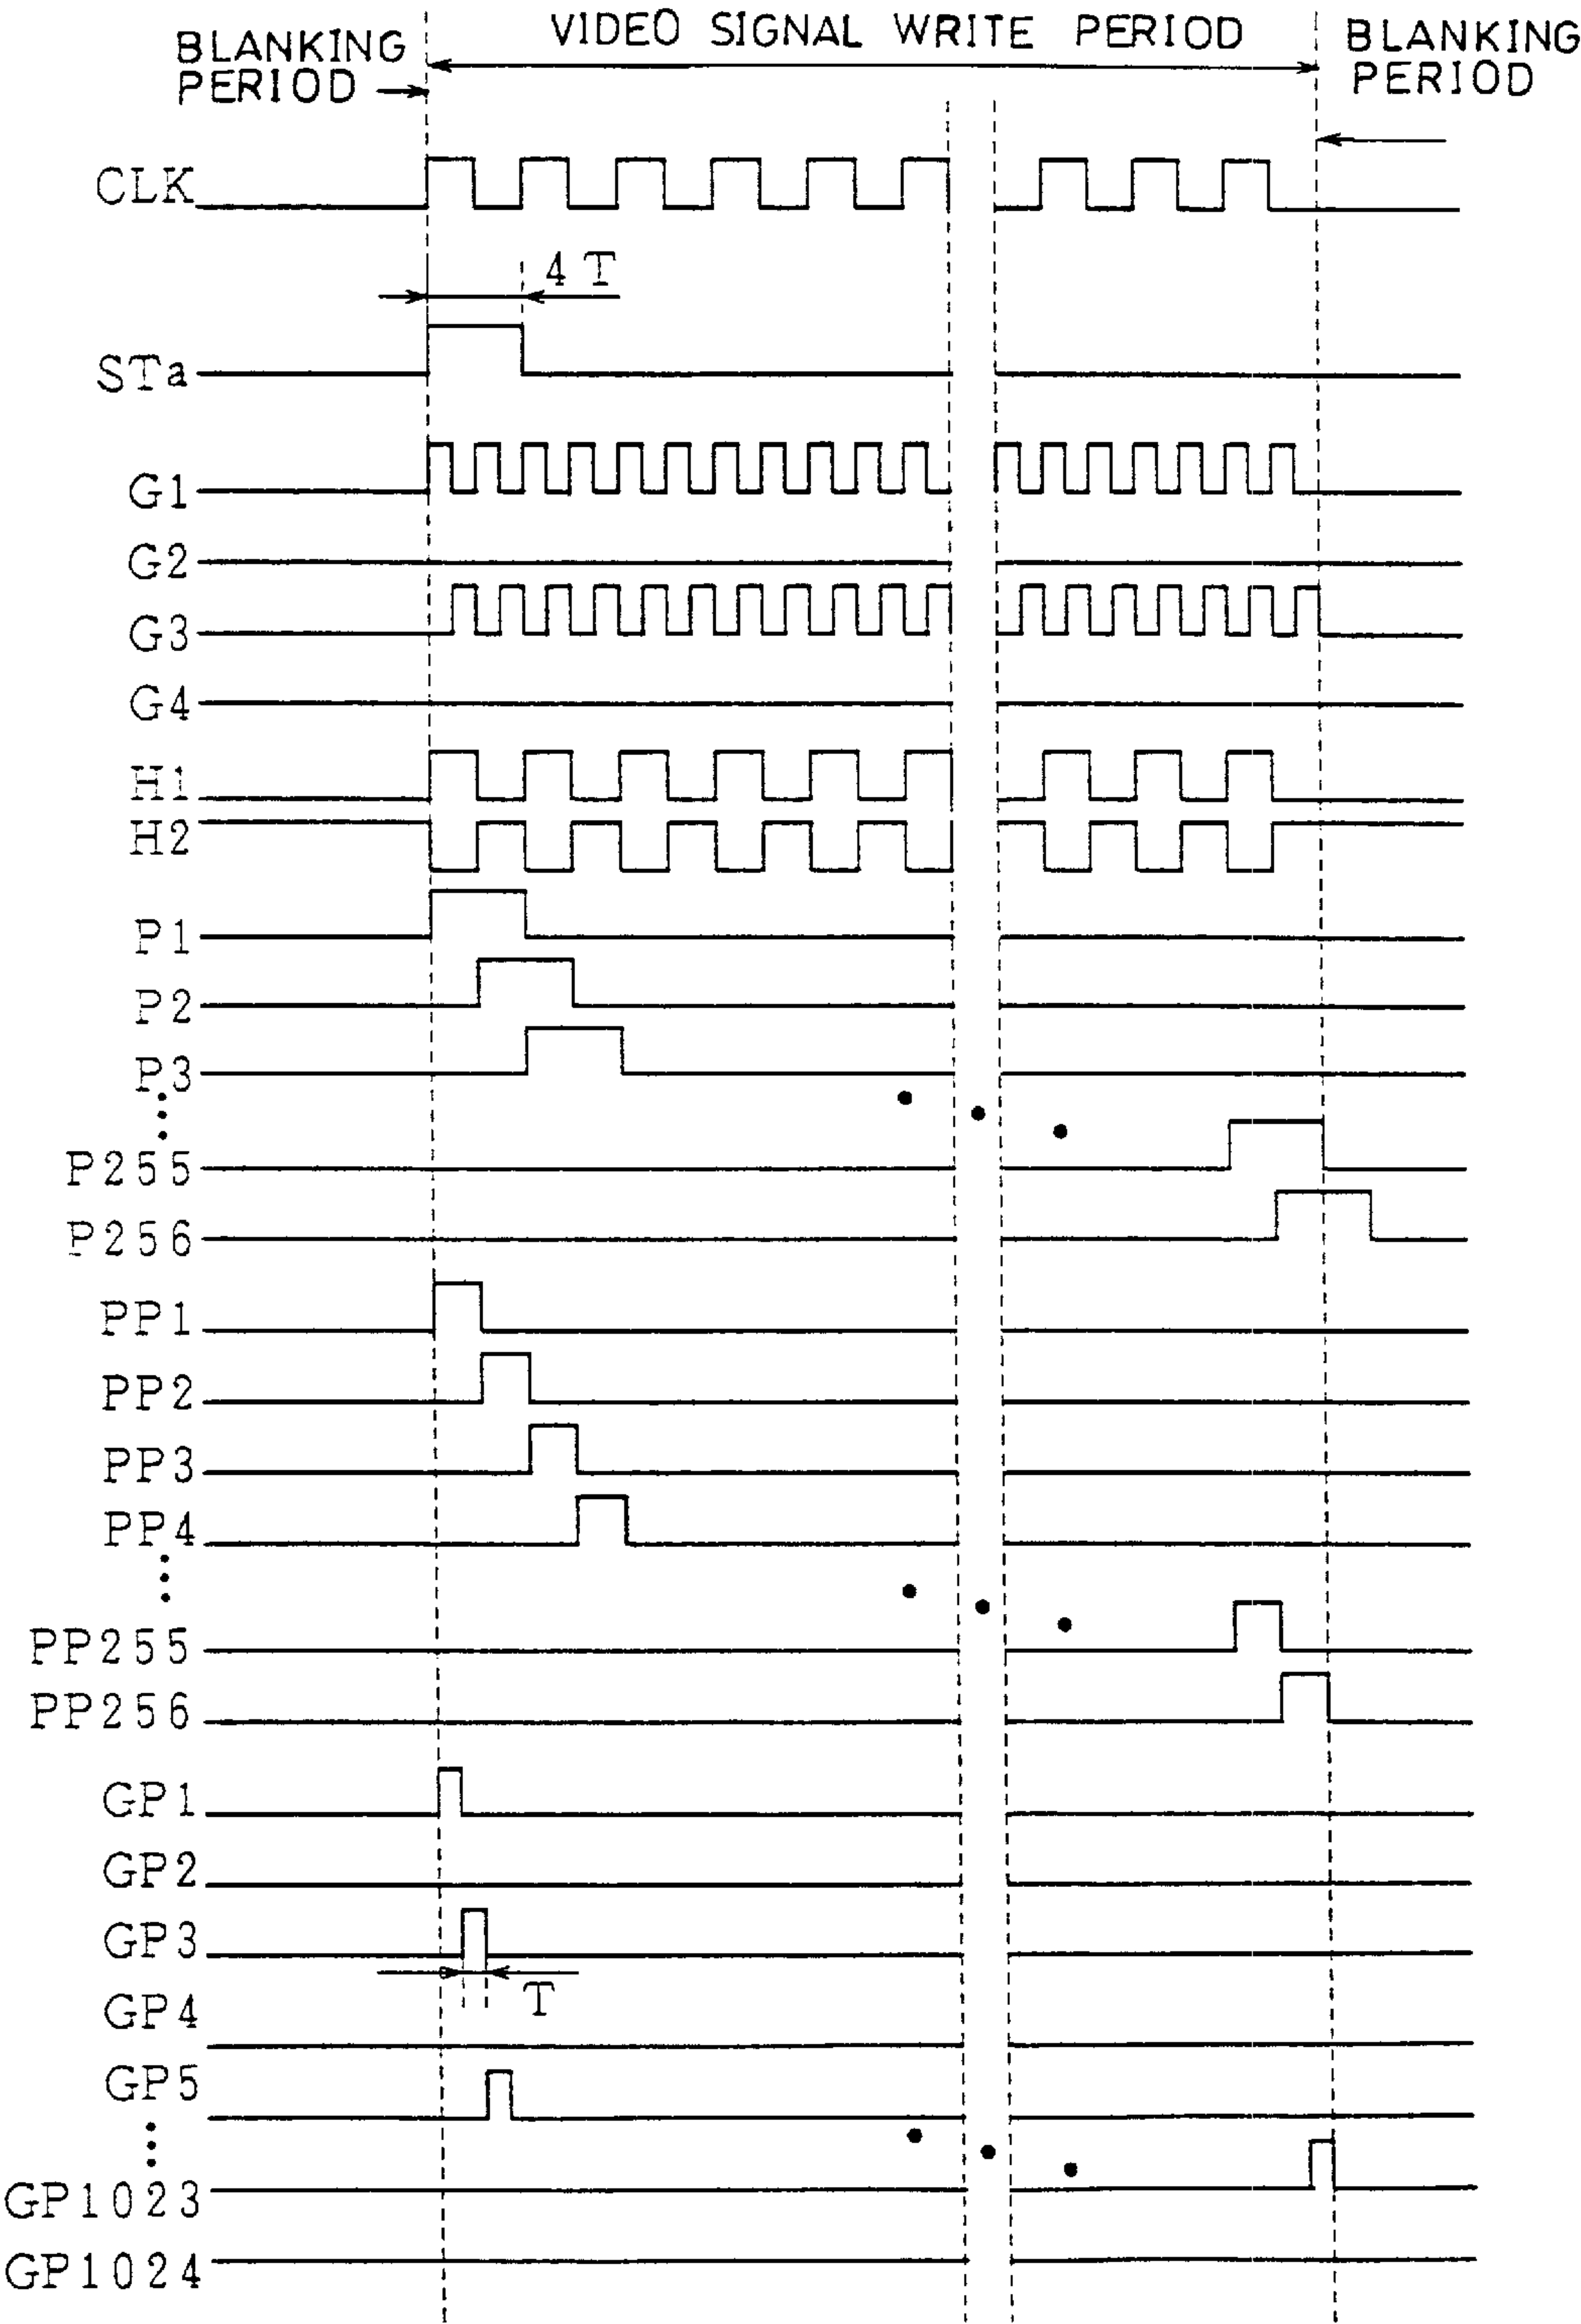 BLANKING
PERIOD
VIDEO SIGNAL WRITE PERIOD
BLANKING
PERIOD
CLK
4T
STa
G1
G2
G3
G4
H1
H2
P1
P2
P3
P255
P256
PP1
PP2
PP3
PP4
PP255
PP256
GP1
GP2
GP3
T
GP4
GP5
GP1023
GP1024